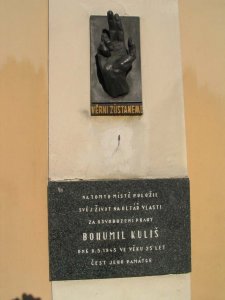 VĚRNI ZŮSTANEME
NA TOMTO MÍSTĚ POLOŽIL
SVŮJ ŽIVOT NA OLTÁŘ VLASTI
ZA OSVOBOZENÍ PRAHY
BOHUMIL KULIŠ
DNE 8.5.1945 VE VĚKU 25 LET
ČEST JEHO PAMÁTCE